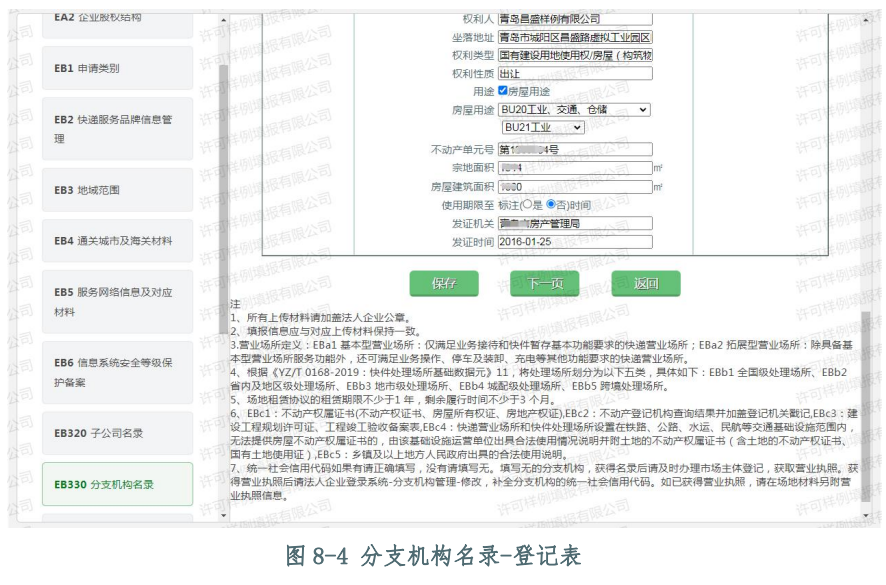 EA2 企业股权结构
EB1 申请类别
EB2 快递服务品牌信息管
理
EB3 地域范围
EB4 通关城市及海关材料
EB5 服务网络信息及对应
材料
EB6 信息系统安全等级保
护备案
EB320 子公司名录
EB330 分支机构名录
权利人 青岛昌盛样例有限公司
坐落地址 青岛市城阳区昌盛路虚拟工业园区
权利类型 国有建设用地使用权/房屋（构筑物
权利性质 出让
用途 房屋用途
房屋用途 BU20工业、交通、仓储
BU21工业
不动产单元号 第1 4号
宗地面积 ㎡
房屋建筑面积 ㎡
使用期限至 标注(是 否)时间
发证机关 房产管理局
发证时间 2016-01-25
保存 下一页 返回
注
1、所有上传材料请加盖法人企业公章。
2、填报信息应与对应上传材料保持一致。
3.营业场所定义：EBa1 基本型营业场所：仅满足业务接待和快件暂存基本功能要求的快递营业场所；EBa2 拓展型营业场所：除具备基
本型营业场所服务功能外，还可满足业务操作、停车及装卸、充电等其他功能要求的快递营业场所。
4、根据《YZ/T 0168-2019：快件处理场所基础数据元》11，将处理场所划分为以下五类，具体如下：EBb1 全国级处理场所、EBb2
省内及地区级处理场所、EBb3 地市级处理场所、EBb4 城配级处理场所、EBb5 跨境处理场所。
5、场地租赁协议的租赁期限不少于1 年，剩余履行时间不少于3 个月。
6、EBc1：不动产权属证书(不动产权证书、房屋所有权证、房地产权证),EBc2：不动产登记机构查询结果并加盖登记机关戳记,EBc3：建
设工程规划许可证、工程竣工验收备案表,EBc4：快递营业场所和快件处理场所设置在铁路、公路、水运、民航等交通基础设施范围内，
无法提供房屋不动产权属证书的，由该基础设施运营单位出具合法使用情况说明并附土地的不动产权属证书（含土地的不动产权证书、
国有土地使用证）,EBc5：乡镇及以上地方人民政府出具的合法使用说明。
7、统一社会信用代码如果有请正确填写，没有请填写无。填写无的分支机构，获得名录后请及时办理市场主体登记，获取营业执照。获
得营业执照后请法人企业登录系统-分支机构管理-修改，补全分支机构的统一社会信用代码。如已获得营业执照，请在场地材料另附营
业执照信息。
图 8-4 分支机构名录-登记表